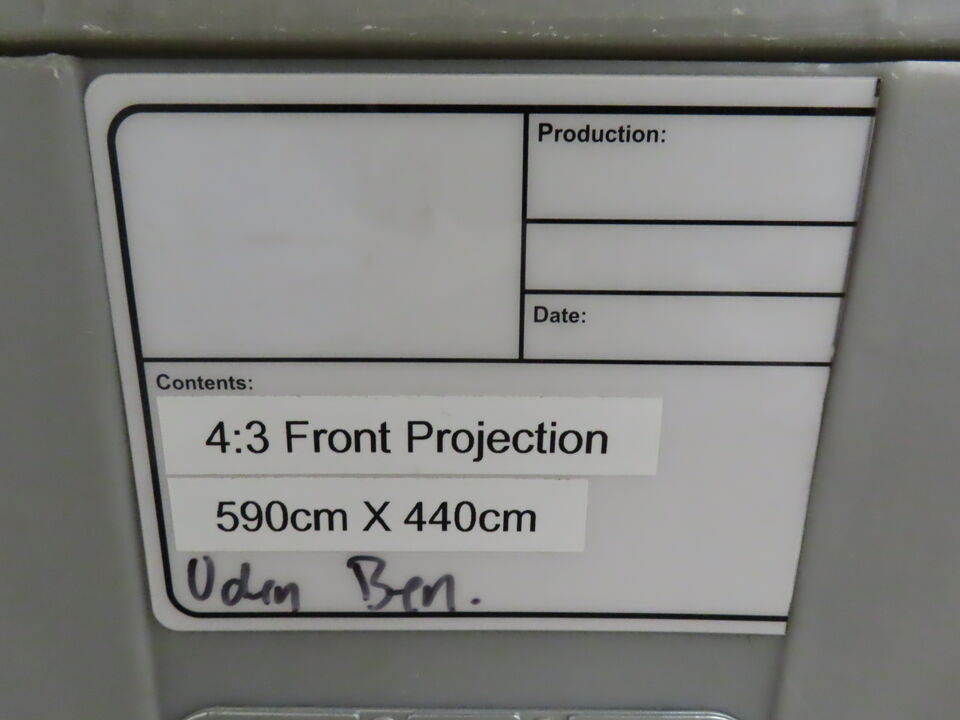 Production:
Date:
Contents:
4:3 Front Projection
590cm X 440cm
Uden Ben.